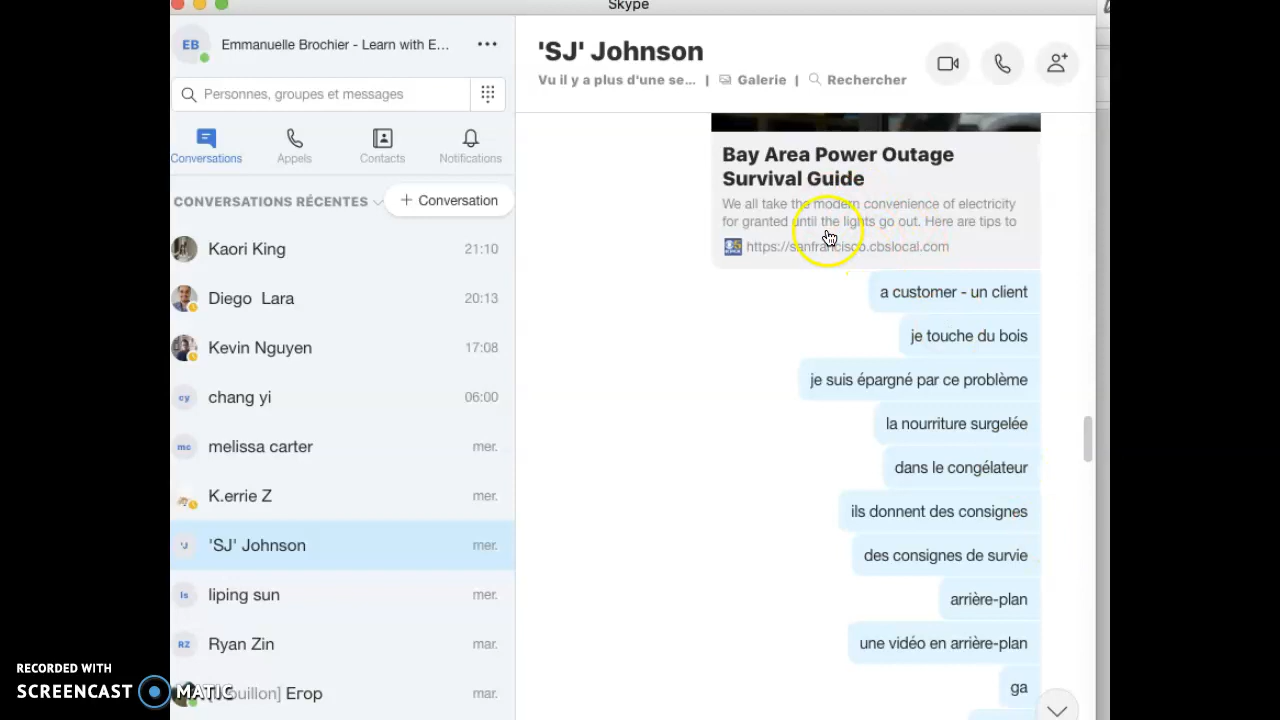 Skype
EB
Emmanuelle Brochier - Learn with E...
Personnes, groupes et messages
Conversations
Appels
Contacts
Notifications
CONVERSATIONS RÉCENTES
+ Conversation
Kaori King 21:10
Diego Lara 20:13
Kevin Nguyen 17:08
cy chang yi 06:00
mc melissa carter mer.
K.errie Z mer.
'J 'SJ' Johnson mer.
ls liping sun mer.
RZ Ryan Zin mar.
Erop mar.
'SJ' Johnson
Vu il y a plus d'une se... | Galerie | Rechercher
Bay Area Power Outage
Survival Guide
We all take the modern convenience of electricity
for granted until the lights go out. Here are tips to
https://sanfrancisco.cbslocal.com
a customer - un client
je touche du bois
je suis épargné par ce problème
la nourriture surgelée
dans le congélateur
ils donnent des consignes
des consignes de survie
arrière-plan
une vidéo en arrière-plan
ga
RECORDED WITH
SCREENCAST MATIC